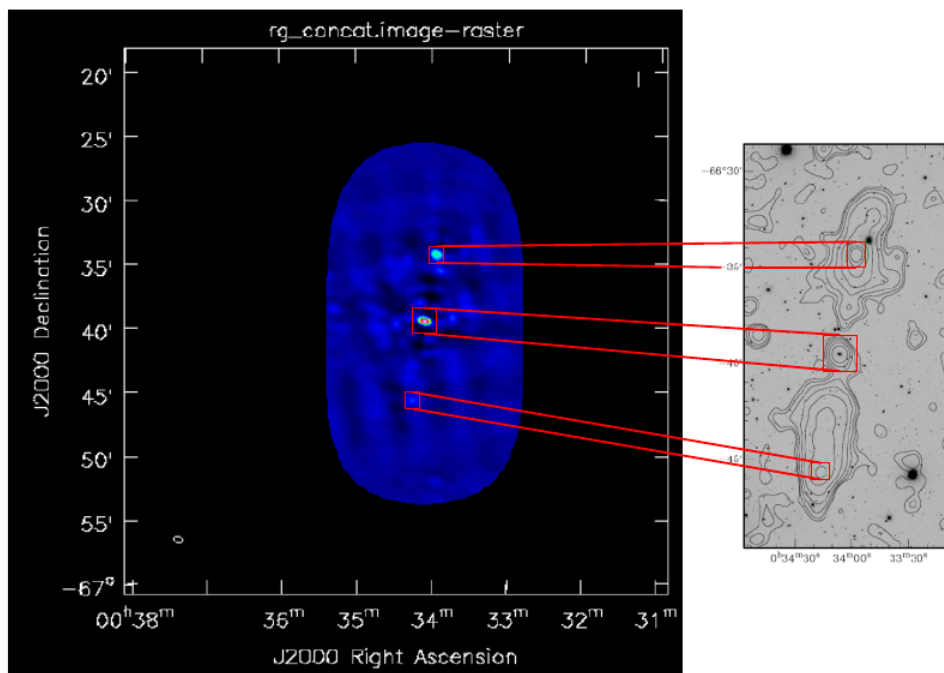 rg_concat.image-raster
20'
25'
30'
35'
40'
45'
50'
55'
-67°
00ʰ38ᵐ 36ᵐ 35ᵐ 34ᵐ 33ᵐ 32ᵐ 31ᵐ
J2000 Right Ascension
J2000 Declination
-66°30'
-35'
-45'
0ʰ34ᵐ30ˢ 34ᵐ00ˢ 33ᵐ30ˢ